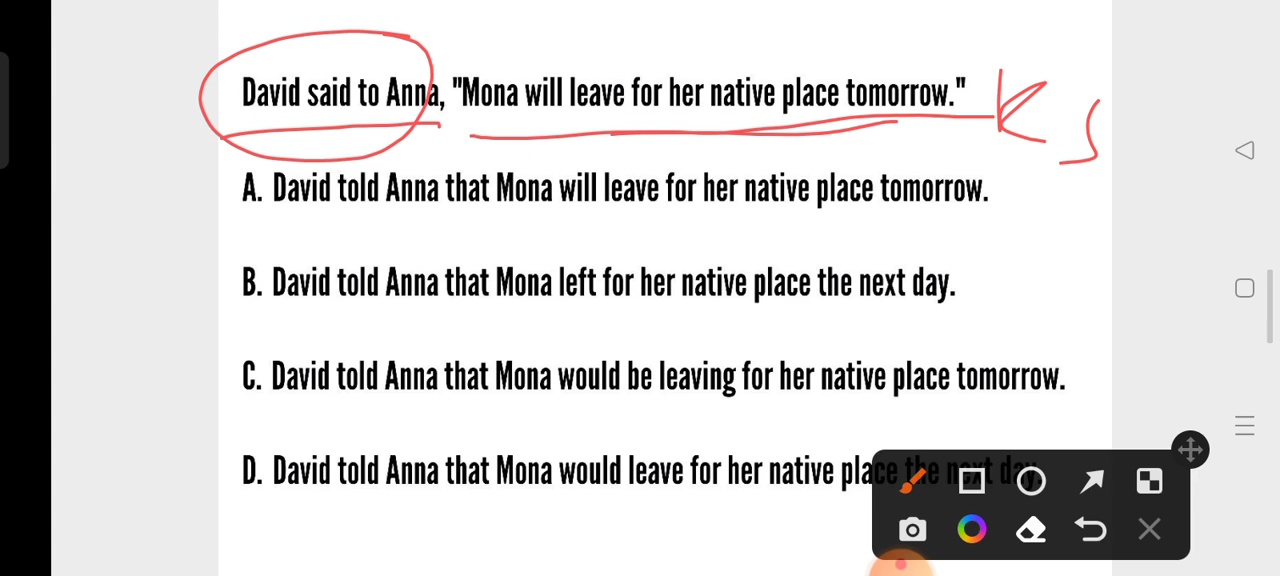 David said to Anna, "Mona will leave for her native place tomorrow."
A. David told Anna that Mona will leave for her native place tomorrow.
B. David told Anna that Mona left for her native place the next day.
C. David told Anna that Mona would be leaving for her native place tomorrow.
D. David told Anna that Mona would leave for her native place the next day.